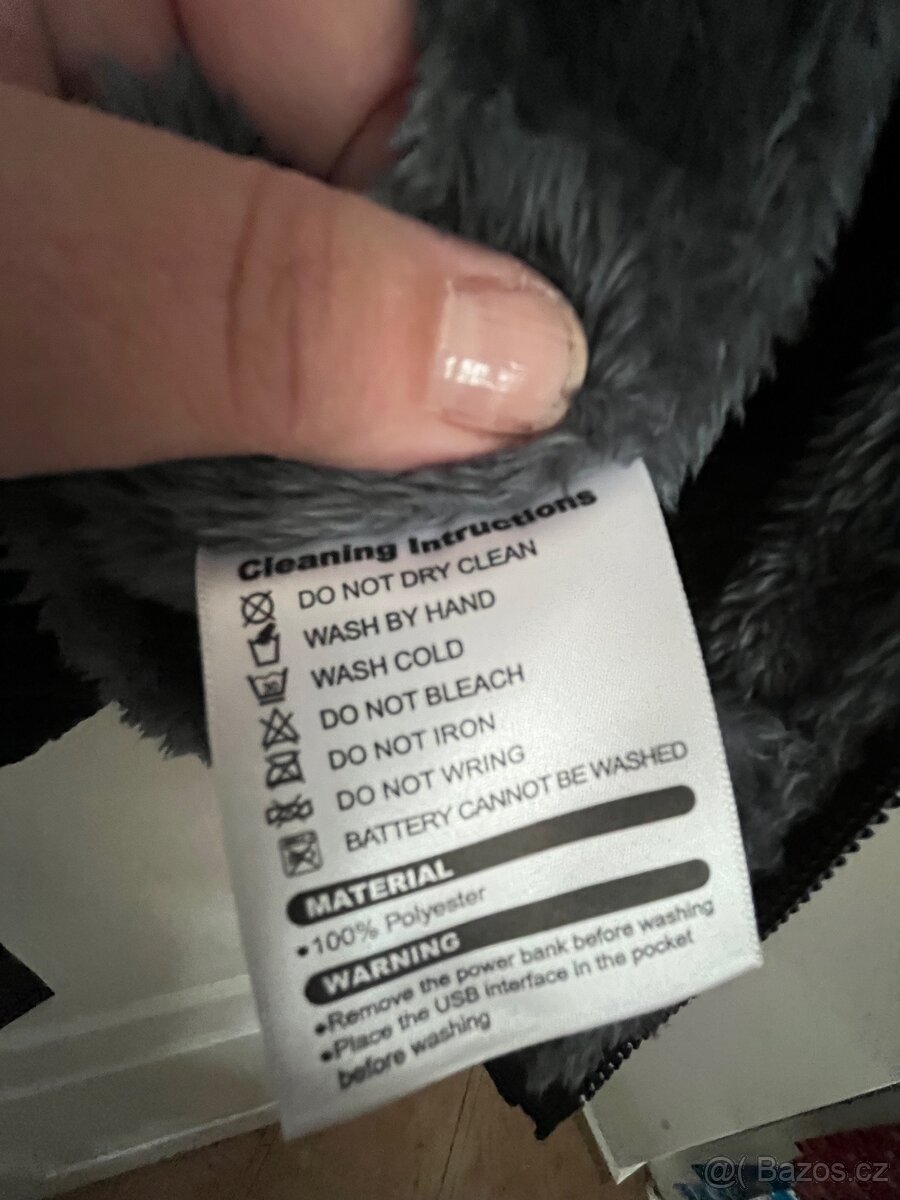 Cleaning Intructions
DO NOT DRY CLEAN
WASH BY HAND
WASH COLD
DO NOT BLEACH
DO NOT IRON
DO NOT WRING
BATTERY CANNOT BE WASHED
MATERIAL
•100% Polyester
WARNING
•Remove the power bank before washing
•Place the USB interface in the pocket
before washing
@( Bazos.cz